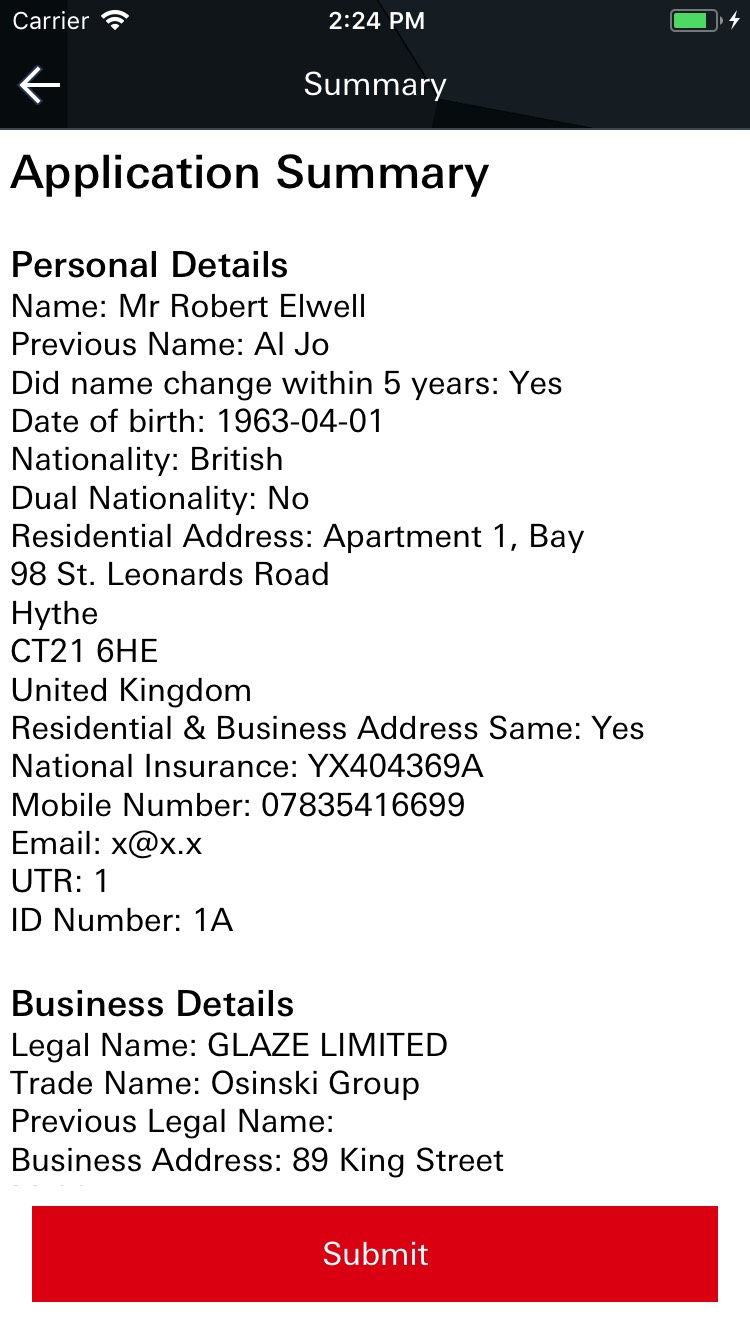 Carrier 2:24 PM
Summary
Application Summary
Personal Details
Name: Mr Robert Elwell
Previous Name: Al Jo
Did name change within 5 years: Yes
Date of birth: 1963-04-01
Nationality: British
Dual Nationality: No
Residential Address: Apartment 1, Bay
98 St. Leonards Road
Hythe
CT21 6HE
United Kingdom
Residential & Business Address Same: Yes
National Insurance: YX404369A
Mobile Number: 07835416699
Email: x@x.x
UTR: 1
ID Number: 1A
Business Details
Legal Name: GLAZE LIMITED
Trade Name: Osinski Group
Previous Legal Name:
Business Address: 89 King Street
Submit